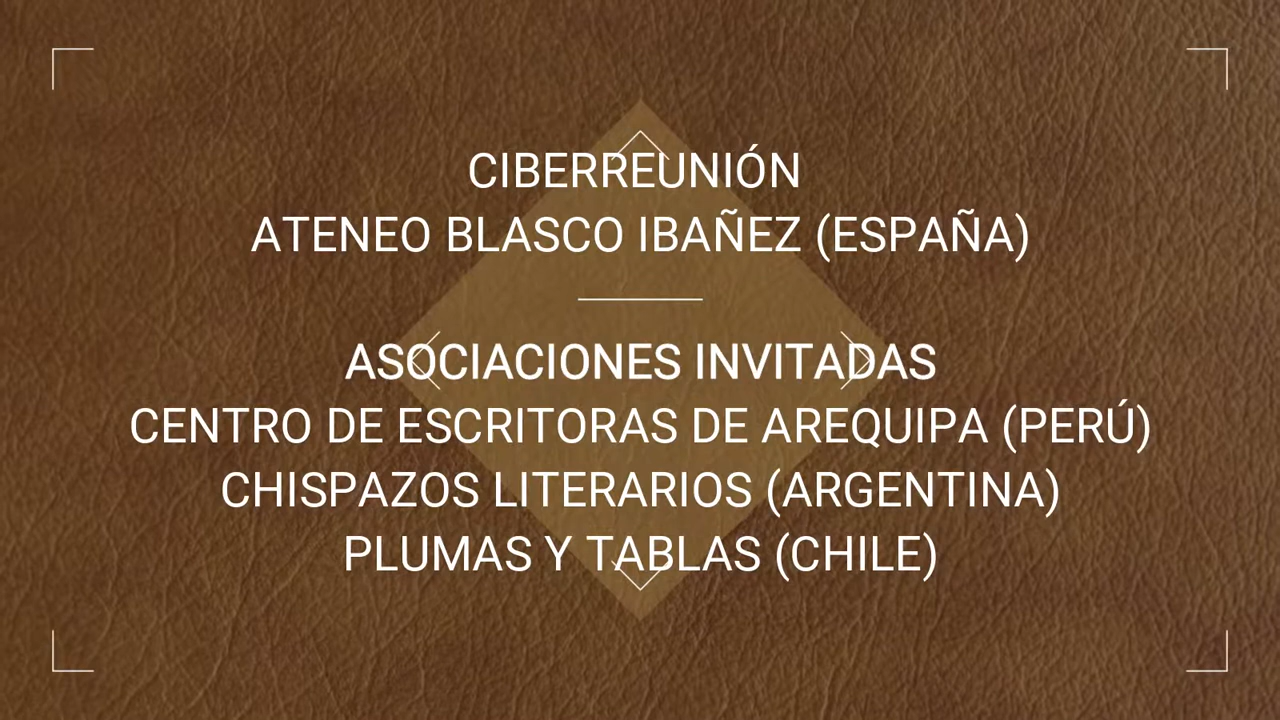 CIBERREUNIÓN
ATENEO BLASCO IBAÑEZ (ESPAÑA)
ASOCIACIONES INVITADAS
CENTRO DE ESCRITORAS DE AREQUIPA (PERÚ)
CHISPAZOS LITERARIOS (ARGENTINA)
PLUMAS Y TABLAS (CHILE)